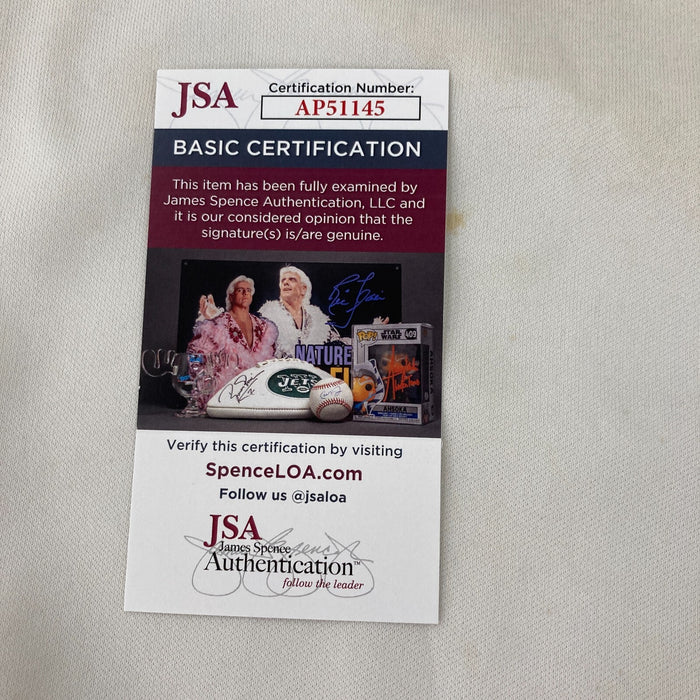 JSA
Certification Number:
AP51145
BASIC CERTIFICATION
This item has been fully examined by
James Spence Authentication, LLC and
it is our considered opinion that the
signature(s) is/are genuine.
NATURE
STAR WARS
POP!
409
JETS
AHSOKA
Verify this certification by visiting
SpenceLOA.com
Follow us @jsaloa
JSA
James Spence
Authentication™
follow the leader